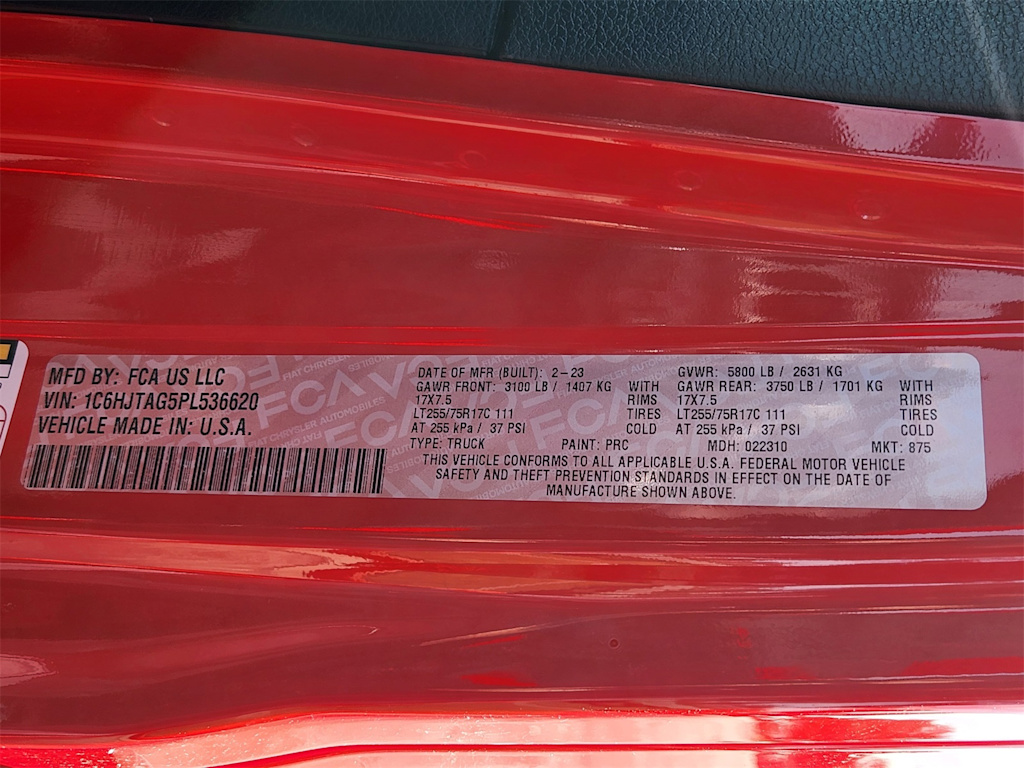 MFD BY: FCA US LLC
VIN: 1C6HJTAG5PL536620
VEHICLE MADE IN: U.S.A.
DATE OF MFR (BUILT): 2-23 GVWR: 5800 LB / 2631 KG
GAWR FRONT: 3100 LB / 1407 KG WITH GAWR REAR: 3750 LB / 1701 KG WITH
17X7.5 RIMS 17X7.5 RIMS
LT255/75R17C 111 TIRES LT255/75R17C 111 TIRES
AT 255 kPa / 37 PSI COLD AT 255 kPa / 37 PSI COLD
TYPE: TRUCK PAINT: PRC MDH: 022310 MKT: 875
THIS VEHICLE CONFORMS TO ALL APPLICABLE U.S.A. FEDERAL MOTOR VEHICLE
SAFETY AND THEFT PREVENTION STANDARDS IN EFFECT ON THE DATE OF
MANUFACTURE SHOWN ABOVE.